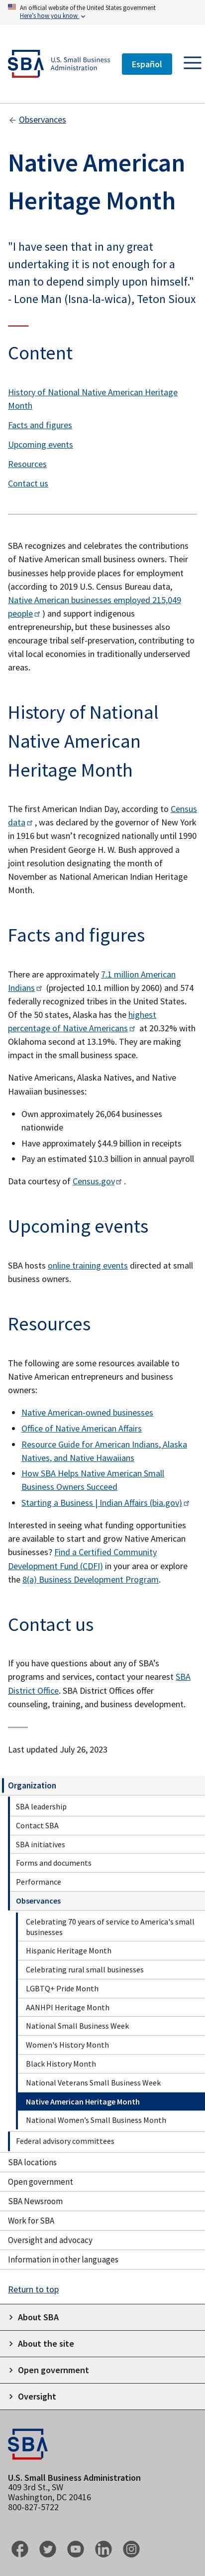 An official website of the United States government
Here's how you know
SBA
U.S. Small Business
Administration
Español
Observances
Native American
Heritage Month
"I have seen that in any great
undertaking it is not enough for a
man to depend simply upon himself."
- Lone Man (Isna-la-wica), Teton Sioux
Content
History of National Native American Heritage
Month
Facts and figures
Upcoming events
Resources
Contact us
SBA recognizes and celebrates the contributions
of Native American small business owners. Their
businesses help provide places for employment
(according to 2019 U.S. Census Bureau data,
Native American businesses employed 215,049
people ) and support indigenous
entrepreneurship, but these businesses also
encourage tribal self-preservation, contributing to
vital local economies in traditionally underserved
areas.
History of National
Native American
Heritage Month
The first American Indian Day, according to Census
data , was declared by the governor of New York
in 1916 but wasn't recognized nationally until 1990
when President George H. W. Bush approved a
joint resolution designating the month of
November as National American Indian Heritage
Month.
Facts and figures
There are approximately 7.1 million American
Indians (projected 10.1 million by 2060) and 574
federally recognized tribes in the United States.
Of the 50 states, Alaska has the highest
percentage of Native Americans at 20.32% with
Oklahoma second at 13.19%. They are making an
impact in the small business space.
Native Americans, Alaska Natives, and Native
Hawaiian businesses:
• Own approximately 26,064 businesses
nationwide
• Have approximately $44.9 billion in receipts
• Pay an estimated $10.3 billion in annual payroll
Data courtesy of Census.gov .
Upcoming events
SBA hosts online training events directed at small
business owners.
Resources
The following are some resources available to
Native American entrepreneurs and business
owners:
• Native American-owned businesses
• Office of Native American Affairs
• Resource Guide for American Indians, Alaska
Natives, and Native Hawaiians
• How SBA Helps Native American Small
Business Owners Succeed
• Starting a Business | Indian Affairs (bia.gov)
Interested in seeing what funding opportunities
are available to start and grow Native American
businesses? Find a Certified Community
Development Fund (CDFI) in your area or explore
the 8(a) Business Development Program.
Contact us
If you have questions about any of SBA's
programs and services, contact your nearest SBA
District Office. SBA District Offices offer
counseling, training, and business development.
Last updated July 26, 2023
Organization
SBA leadership
Contact SBA
SBA initiatives
Forms and documents
Performance
Observances
Celebrating 70 years of service to America's small
businesses
Hispanic Heritage Month
Celebrating rural small businesses
LGBTQ+ Pride Month
AANHPI Heritage Month
National Small Business Week
Women's History Month
Black History Month
National Veterans Small Business Week
Native American Heritage Month
National Women's Small Business Month
Federal advisory committees
SBA locations
Open government
SBA Newsroom
Work for SBA
Oversight and advocacy
Information in other languages
Return to top
About SBA
About the site
Open government
Oversight
SBA
U.S. Small Business Administration
409 3rd St., SW
Washington, DC 20416
800-827-5722